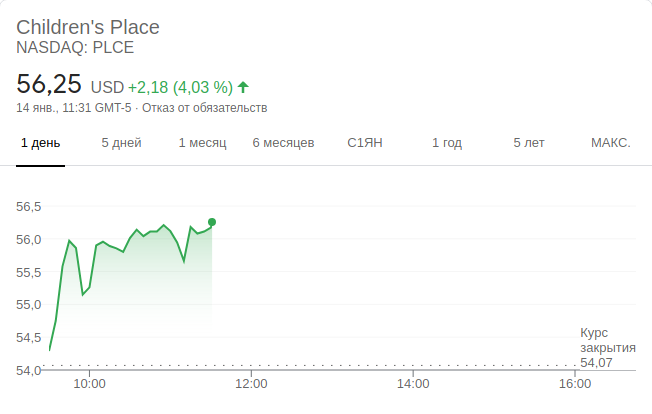 Children's Place
NASDAQ: PLCE
56,25 USD +2,18 (4,03 %)
14 янв., 11:31 GMT-5 · Отказ от обязательств
1 день 5 дней 1 месяц 6 месяцев С1ЯН 1 год 5 лет МАКС.
56,5
56,0
55,5
55,0
54,5
54,0
Курс
закрытия
54,07
10:00 12:00 14:00 16:00